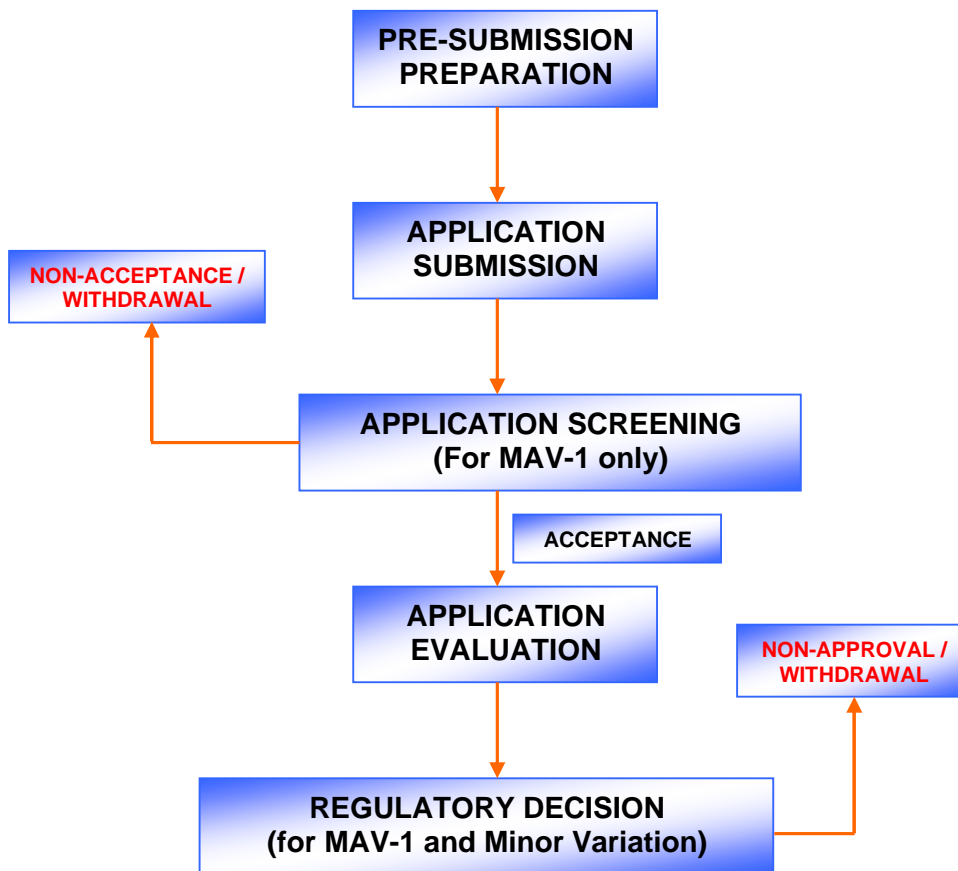 PRE-SUBMISSION
PREPARATION
APPLICATION
SUBMISSION
NON-ACCEPTANCE /
WITHDRAWAL
APPLICATION SCREENING
(For MAV-1 only)
ACCEPTANCE
APPLICATION
EVALUATION
NON-APPROVAL /
WITHDRAWAL
REGULATORY DECISION
(for MAV-1 and Minor Variation)